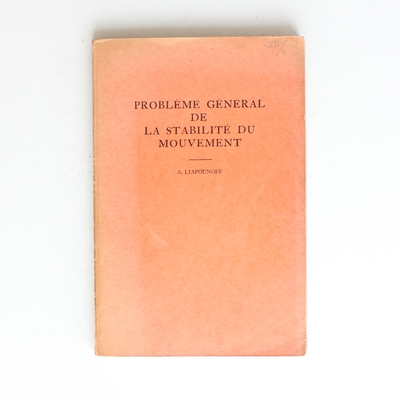 PROBLÈME GÉNÉRAL
DE
LA STABILITÉ DU
MOUVEMENT
A. LIAPOUNOFF